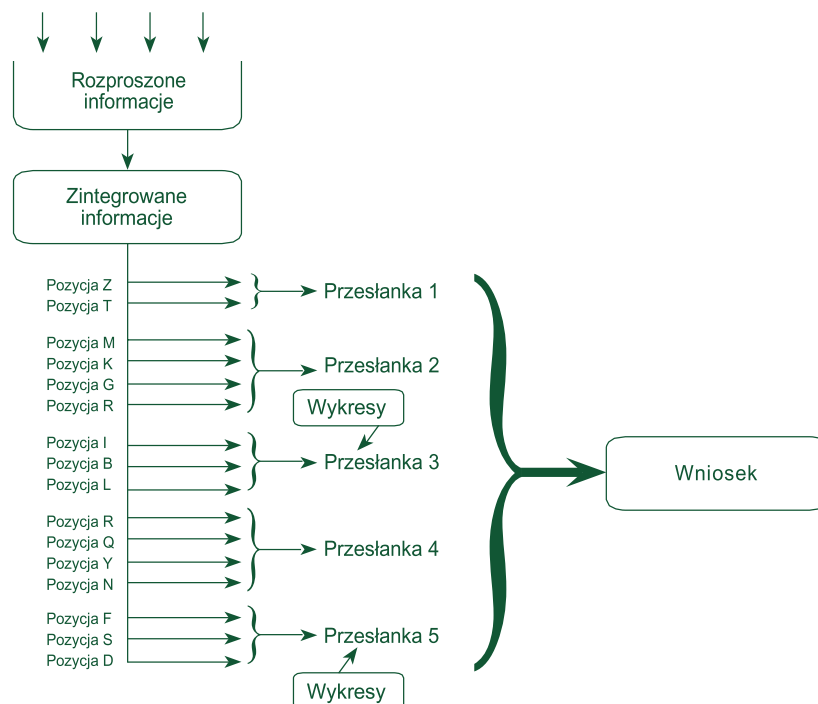 Rozproszone
informacje
Zintegrowane
informacje
Pozycja Z
Pozycja T
Przesłanka 1
Pozycja M
Pozycja K
Pozycja G
Pozycja R
Przesłanka 2
Wykresy
Pozycja I
Pozycja B
Pozycja L
Przesłanka 3
Pozycja R
Pozycja Q
Pozycja Y
Pozycja N
Przesłanka 4
Pozycja F
Pozycja S
Pozycja D
Przesłanka 5
Wykresy
Wniosek